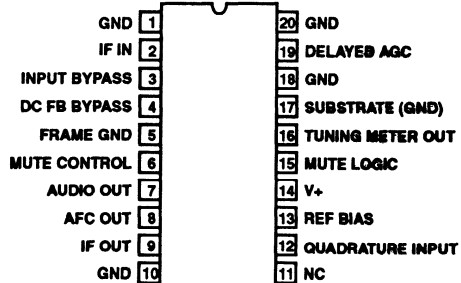 GND 1 20 GND
IF IN 2 19 DELAYED AGC
INPUT BYPASS 3 18 GND
DC FB BYPASS 4 17 SUBSTRATE (GND)
FRAME GND 5 16 TUNING METER OUT
MUTE CONTROL 6 15 MUTE LOGIC
AUDIO OUT 7 14 V+
AFC OUT 8 13 REF BIAS
IF OUT 9 12 QUADRATURE INPUT
GND 10 11 NC